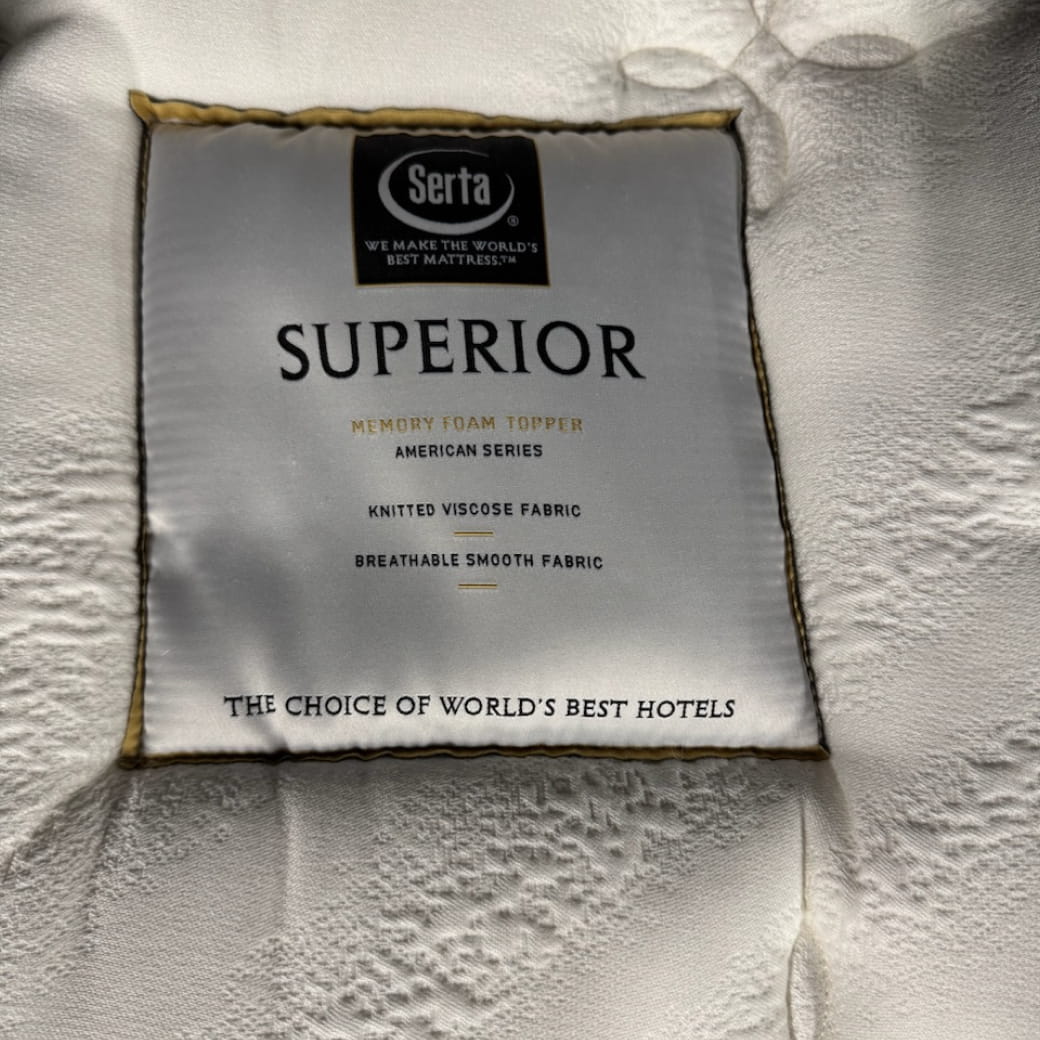 Serta®
WE MAKE THE WORLD'S
BEST MATTRESS.™
SUPERIOR
MEMORY FOAM TOPPER
AMERICAN SERIES
KNITTED VISCOSE FABRIC
BREATHABLE SMOOTH FABRIC
THE CHOICE OF WORLD'S BEST HOTELS